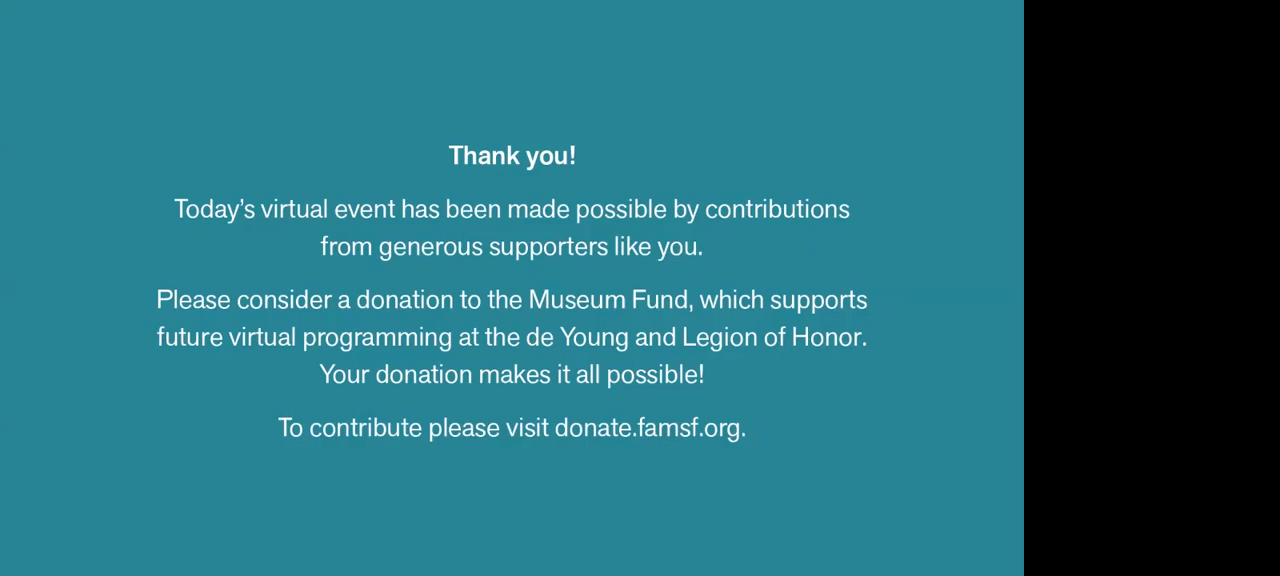 Thank you!
Today’s virtual event has been made possible by contributions
from generous supporters like you.
Please consider a donation to the Museum Fund, which supports
future virtual programming at the de Young and Legion of Honor.
Your donation makes it all possible!
To contribute please visit donate.famsf.org.